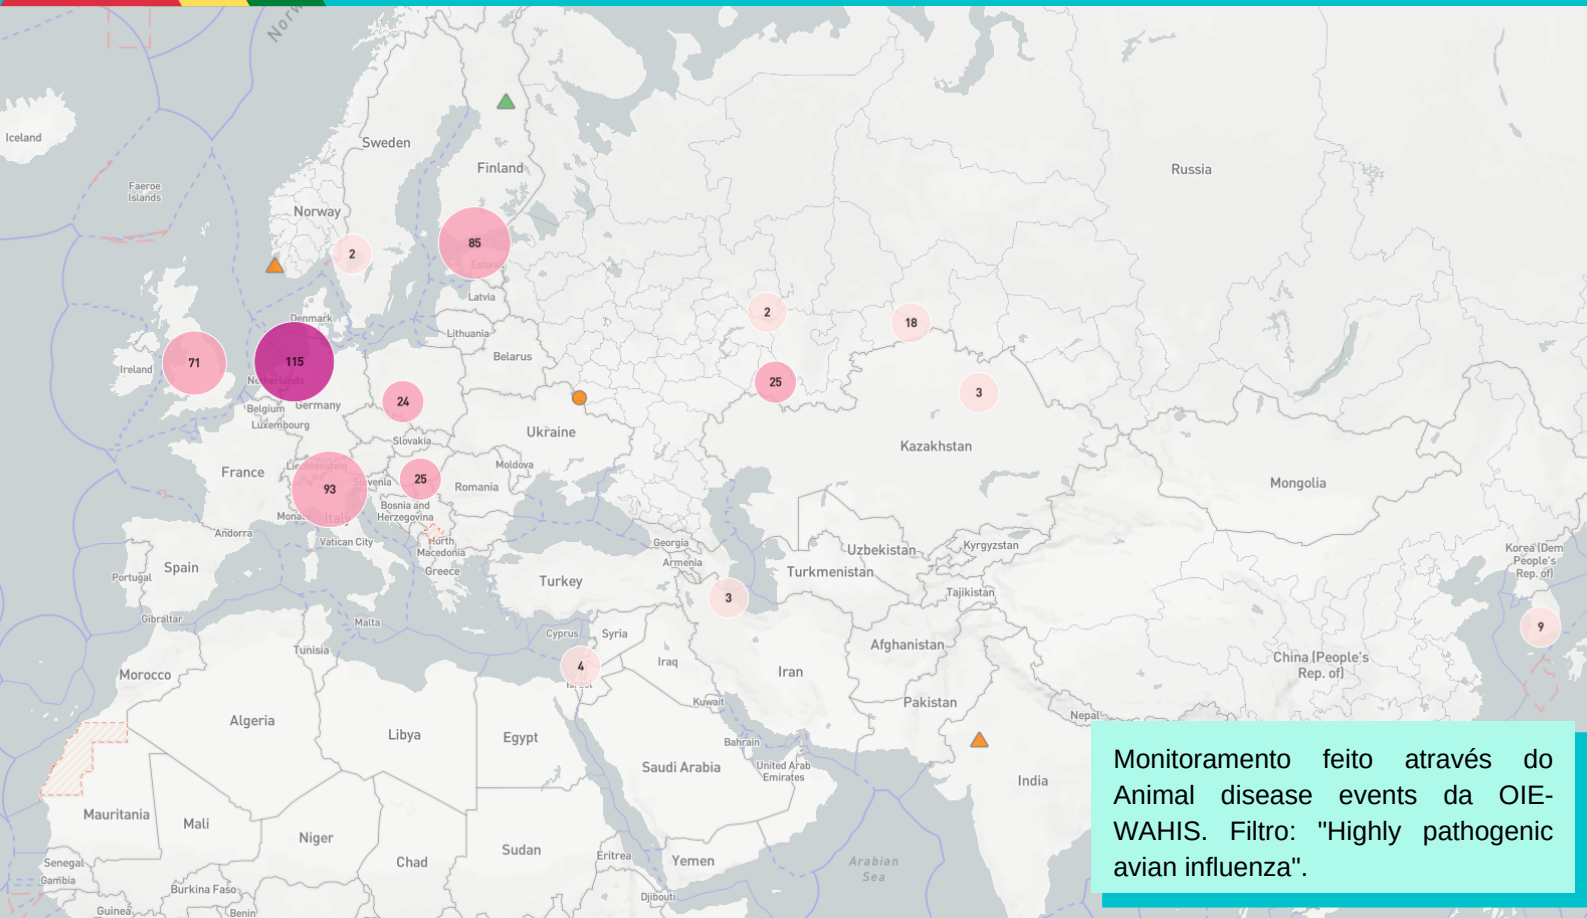 Norw
Iceland
Sweden
Finland
Russia
Faeroe
Islands
Norway
85
2
Estonia
Latvia
2
18
Denmark
Lithuania
Belarus
71
115
Ireland
Netherlands
25
3
24
Belgium
Germany
Luxembourg
Ukraine
Slovakia
Kazakhstan
France
Liechtenstein
Moldova
93
25
Slovenia
Romania
Mongolia
Bosnia and
Herzegovina
Mona
Italy
Andorra
Vatican City
North
Macedonia
Georgia
Armenia
Uzbekistan
Kyrgyzstan
Korea (Dem
People's
Rep. of)
Spain
Portugal
Greece
Turkey
Turkmenistan
Tajikistan
3
Gibraltar
Malta
Cyprus
Syria
9
Tunisia
Afghanistan
Morocco
4
Israel
Iraq
Iran
China (People's
Rep. of)
Kuwait
Pakistan
Nepal
Algeria
Libya
Egypt
Bahrain
Saudi Arabia
United Arab
Emirates
India
Mauritania
Mali
Niger
Chad
Sudan
Eritrea
Yemen
Arabian
Sea
Senegal
Gambia
Burkina Faso
Djibouti
Guinea
Benin
Monitoramento feito através do
Animal disease events da OIE-
WAHIS. Filtro: "Highly pathogenic
avian influenza".